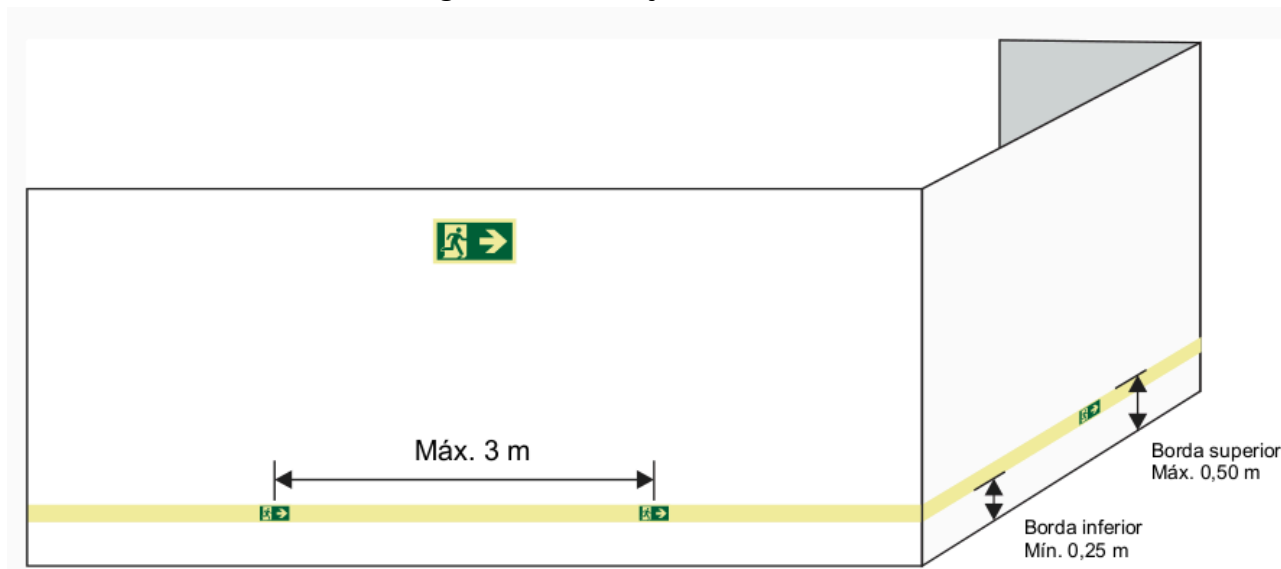 Máx. 3 m
Borda superior
Máx. 0,50 m
Borda inferior
Mín. 0,25 m